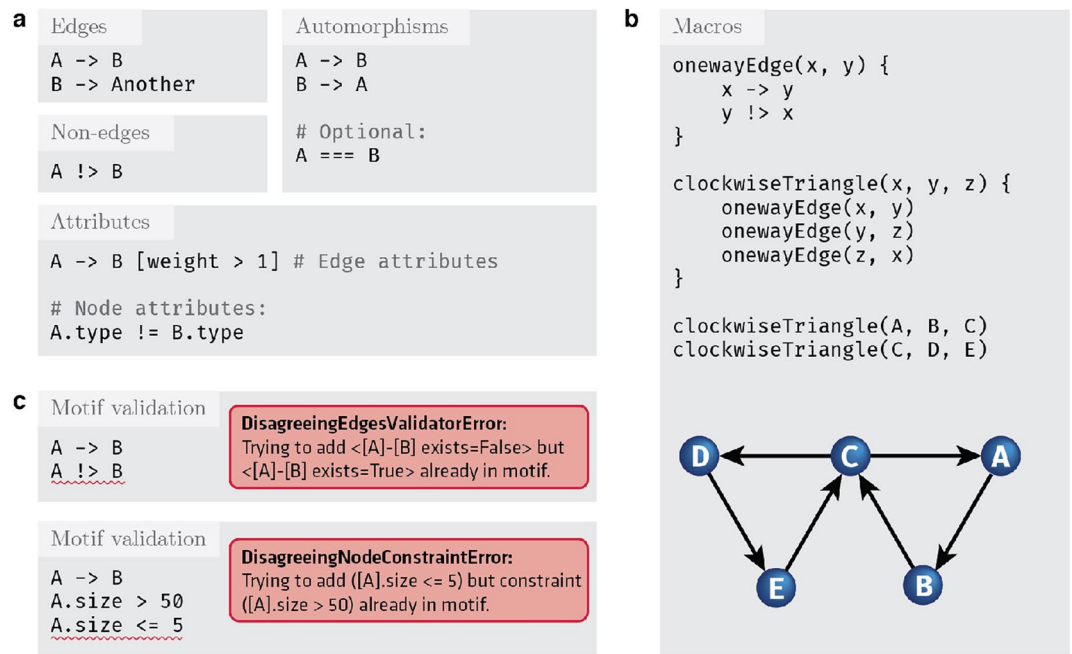 a
Edges
A -> B
B -> Another
Non-edges
A !> B
Automorphisms
A -> B
B -> A
# Optional:
A === B
Attributes
A -> B [weight > 1] # Edge attributes
# Node attributes:
A.type != B.type
b
Macros
onewayEdge(x, y) {
x -> y
y !> x
}
clockwiseTriangle(x, y, z) {
onewayEdge(x, y)
onewayEdge(y, z)
onewayEdge(z, x)
}
clockwiseTriangle(A, B, C)
clockwiseTriangle(C, D, E)
D C A
E B
c
Motif validation
A -> B
A !> B
DisagreeingEdgesValidatorError:
Trying to add <[A]-[B] exists=False> but
<[A]-[B] exists=True> already in motif.
Motif validation
A -> B
A.size > 50
A.size <= 5
DisagreeingNodeConstraintError:
Trying to add ([A].size <= 5) but constraint
([A].size > 50) already in motif.